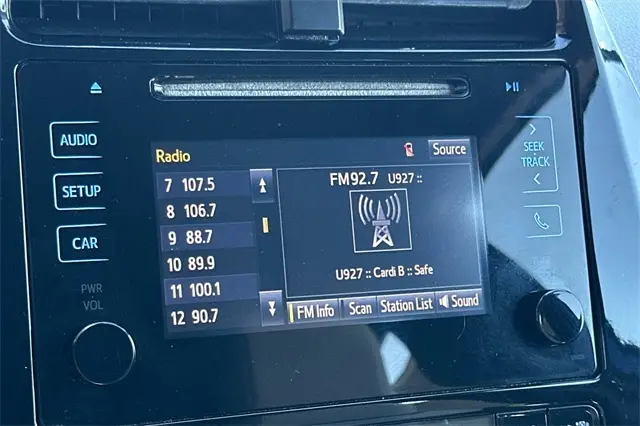 AUDIO
SETUP
CAR
PWR
VOL
Radio
Source
7 107.5
8 106.7
9 88.7
10 89.9
11 100.1
12 90.7
FM92.7 U927 ::
U927 :: Cardi B :: Safe
FM Info
Scan
Station List
Sound
SEEK
TRACK